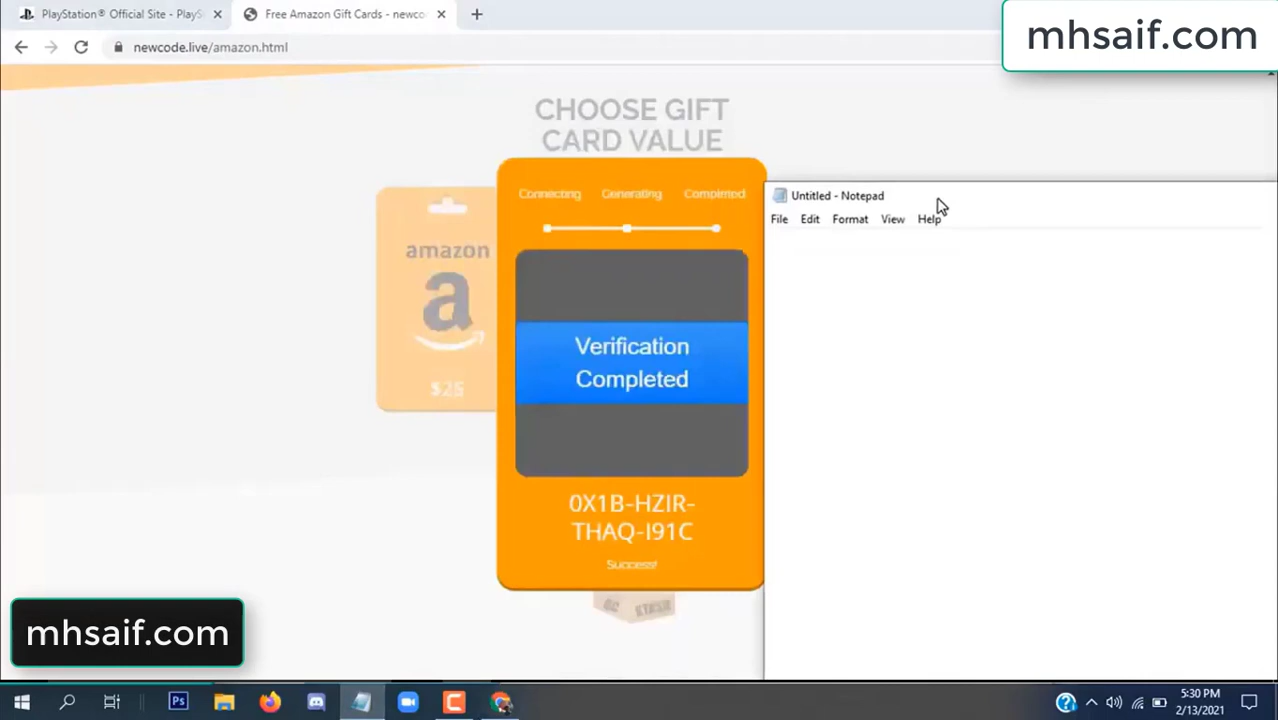 PlayStation® Official Site - PlayS
Free Amazon Gift Cards - newco
mhsaif.com
newcode.live/amazon.html
CHOOSE GIFT
CARD VALUE
Connecting Generating Completed
Untitled - Notepad
File Edit Format View Help
amazon
a
$25
Verification
Completed
0X1B-HZIR-
THAQ-I91C
Success!
mhsaif.com
Ps
5:30 PM
2/13/2021